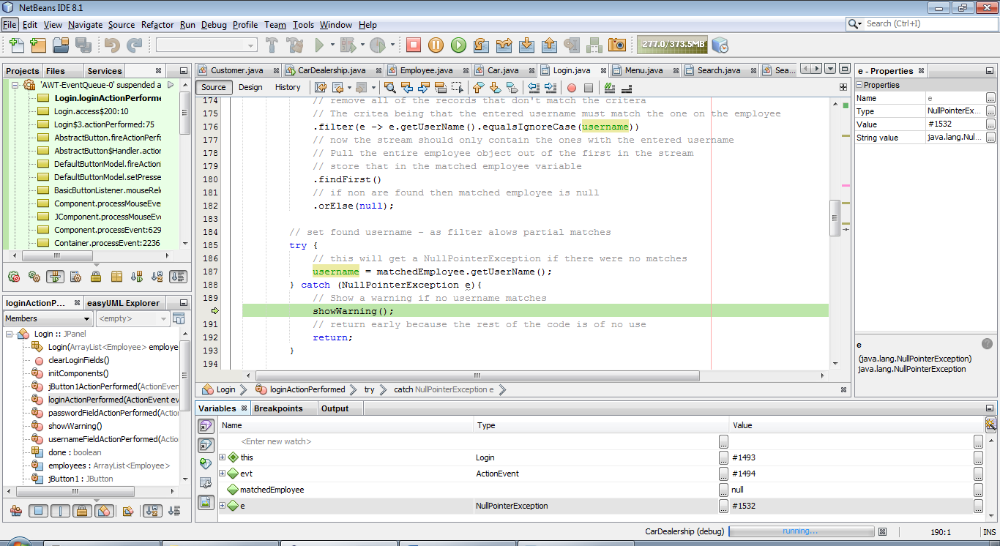 NetBeans IDE 8.1
File Edit View Navigate Source Refactor Run Debug Profile Team Tools Window Help
Search (Ctrl+I)
277.0/373.5MB
Projects Files Services
'AWT-EventQueue-0' suspended a
Login.loginActionPerforme
Login.access$200:10
Login$3.actionPerformed:75
AbstractButton.fireActionPerfo
AbstractButton$Handler.action
DefaultButtonModel.fireAction
DefaultButtonModel.setPresse
BasicButtonListener.mouseRele
Component.processMouseEver
JComponent.processMouseEv
Component.processEvent:629
Container.processEvent:2236
loginActionP... easyUML Explorer
Members <empty>
Login :: JPanel
Login(ArrayList<Employee> employe
clearLoginFields()
initComponents()
jButton1ActionPerformed(ActionEven
loginActionPerformed(ActionEvent ev
passwordFieldActionPerformed(Actio
showWarning()
usernameFieldActionPerformed(Actio
done : boolean
employees : ArrayList<Employee>
jButton1 : JButton
Customer.java CarDealership.java Employee.java Car.java Login.java Menu.java Search.java Sea...
Source Design History
174 // remove all of the records that don't match the critera
175 // The critea being that the entered username must match the one on the employee
176 .filter(e -> e.getUserName().equalsIgnoreCase(username))
177 // now the stream should only contain the ones with the entered username
178 // Pull the entire employee object out of the first in the stream
179 // store that in the matched employee variable
180 .findFirst()
181 // if non are found then matched employee is null
182 .orElse(null);
183
184 // set found username - as filter alows partial matches
185 try {
186 // this will get a NullPointerException if there were no matches
187 username = matchedEmployee.getUserName();
188 } catch (NullPointerException e){
189 // Show a warning if no username matches
showWarning();
191 // return early because the rest of the code is of no use
192 return;
193 }
194
Login loginActionPerformed try catch NullPointerException e
e - Properties
Properties
Name e ...
Type NullPointerEx... ...
Value #1532 ...
String value java.lang.Nul... ...
e
(java.lang.NullPointerException)
java.lang.NullPointerException
Variables Breakpoints Output
Name Type Value
<Enter new watch> ... ...
this Login ... #1493 ...
evt ActionEvent ... #1494 ...
matchedEmployee ... null ...
e NullPointerException ... #1532 ...
CarDealership (debug) running... 190:1 INS